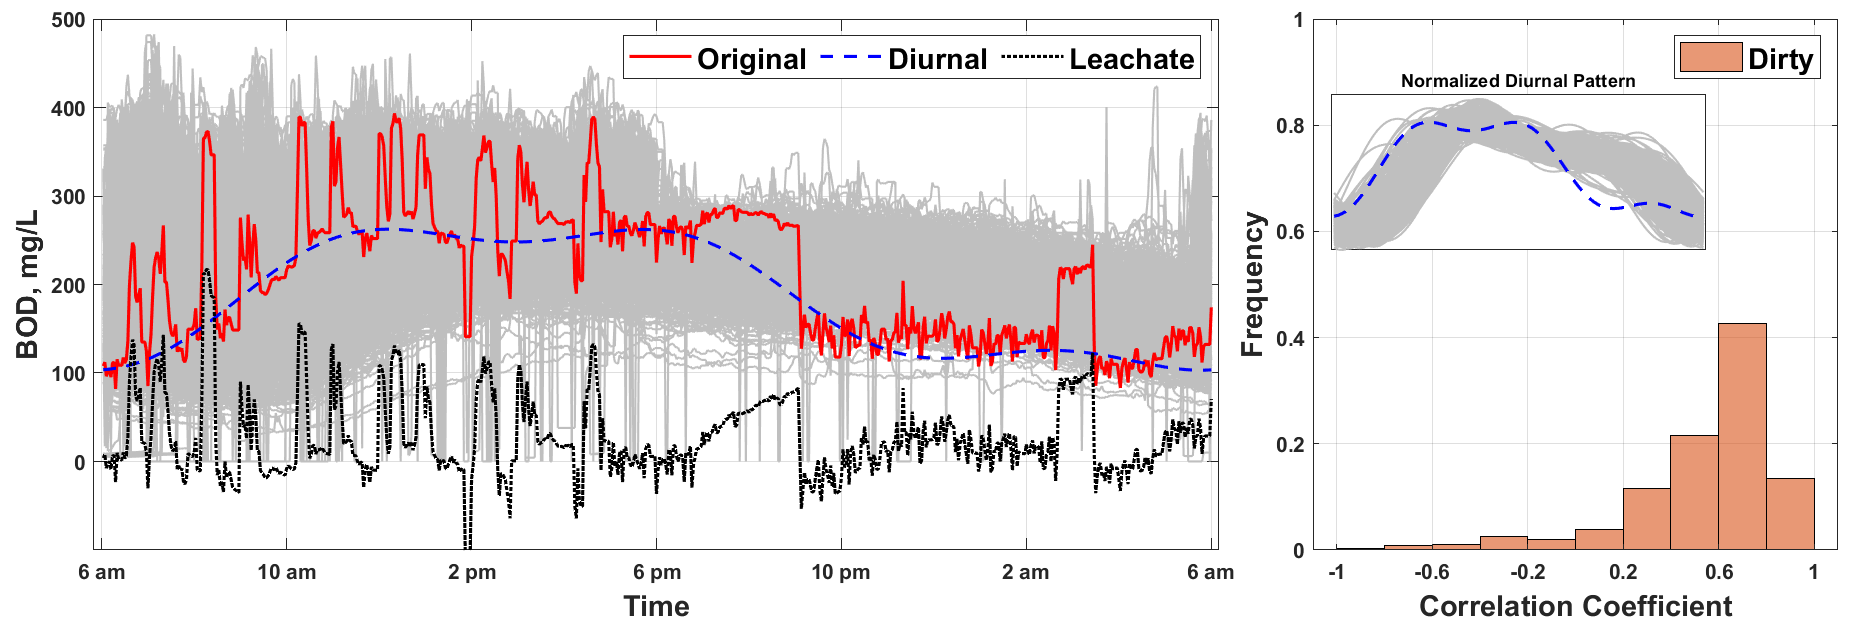 500
400
300
200
100
0
BOD, mg/L
Original Diurnal Leachate
6 am 10 am 2 pm 6 pm 10 pm 2 am 6 am
Time
1
0.8
0.6
0.4
0.2
0
Frequency
Dirty
Normalized Diurnal Pattern
-1 -0.6 -0.2 0.2 0.6 1
Correlation Coefficient